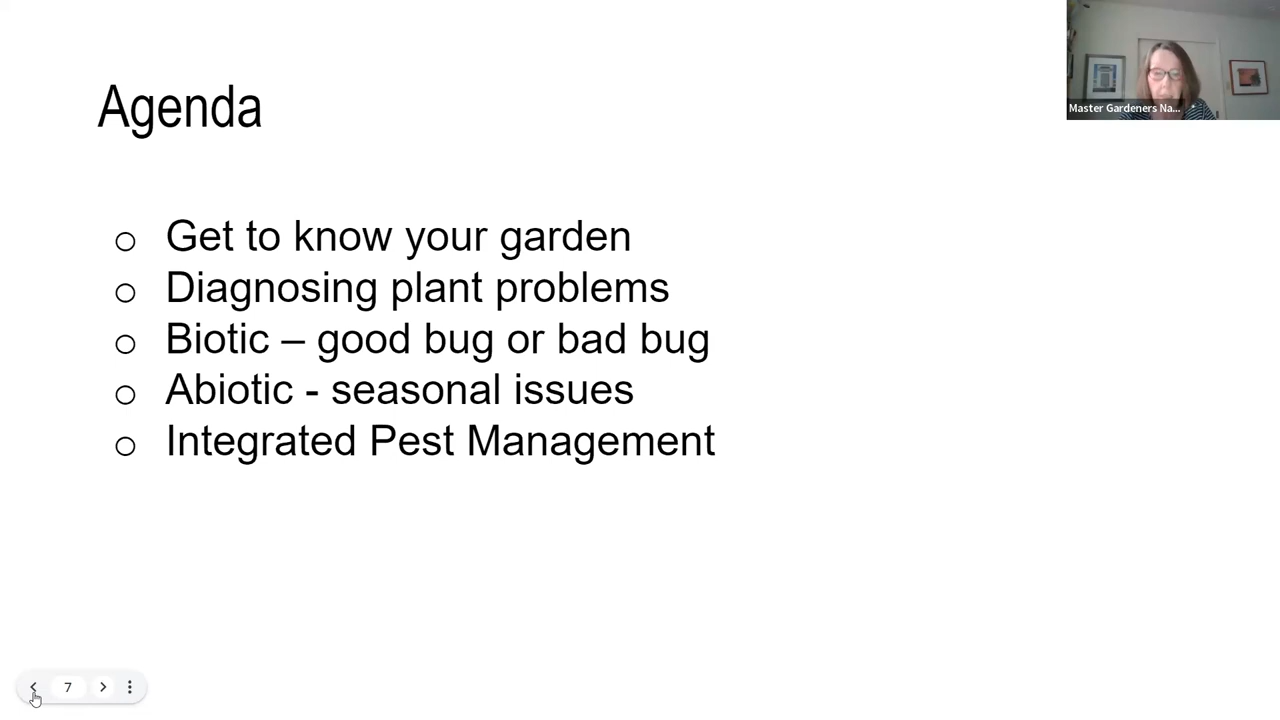 Agenda
Master Gardeners Na...
o Get to know your garden
o Diagnosing plant problems
o Biotic – good bug or bad bug
o Abiotic - seasonal issues
o Integrated Pest Management
7